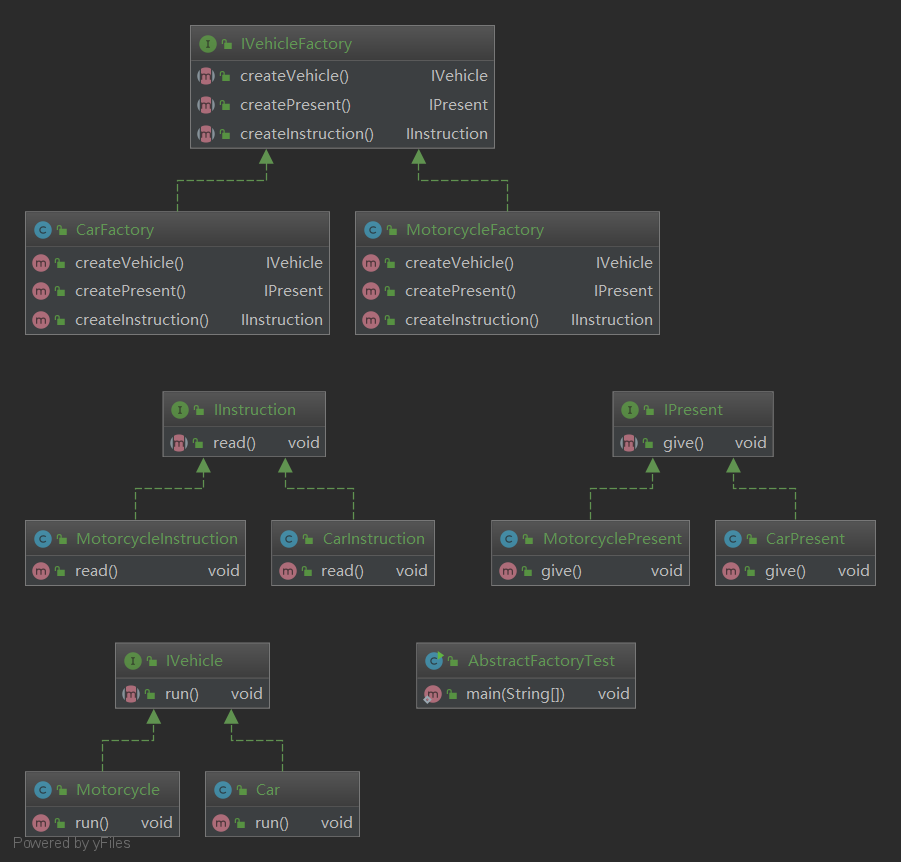 IVehicleFactory
createVehicle() IVehicle
createPresent() IPresent
createInstruction() IInstruction
CarFactory
createVehicle() IVehicle
createPresent() IPresent
createInstruction() IInstruction
MotorcycleFactory
createVehicle() IVehicle
createPresent() IPresent
createInstruction() IInstruction
IInstruction
read() void
IPresent
give() void
MotorcycleInstruction
read() void
CarInstruction
read() void
MotorcyclePresent
give() void
CarPresent
give() void
IVehicle
run() void
AbstractFactoryTest
main(String[]) void
Motorcycle
run() void
Car
run() void
Powered by yFiles